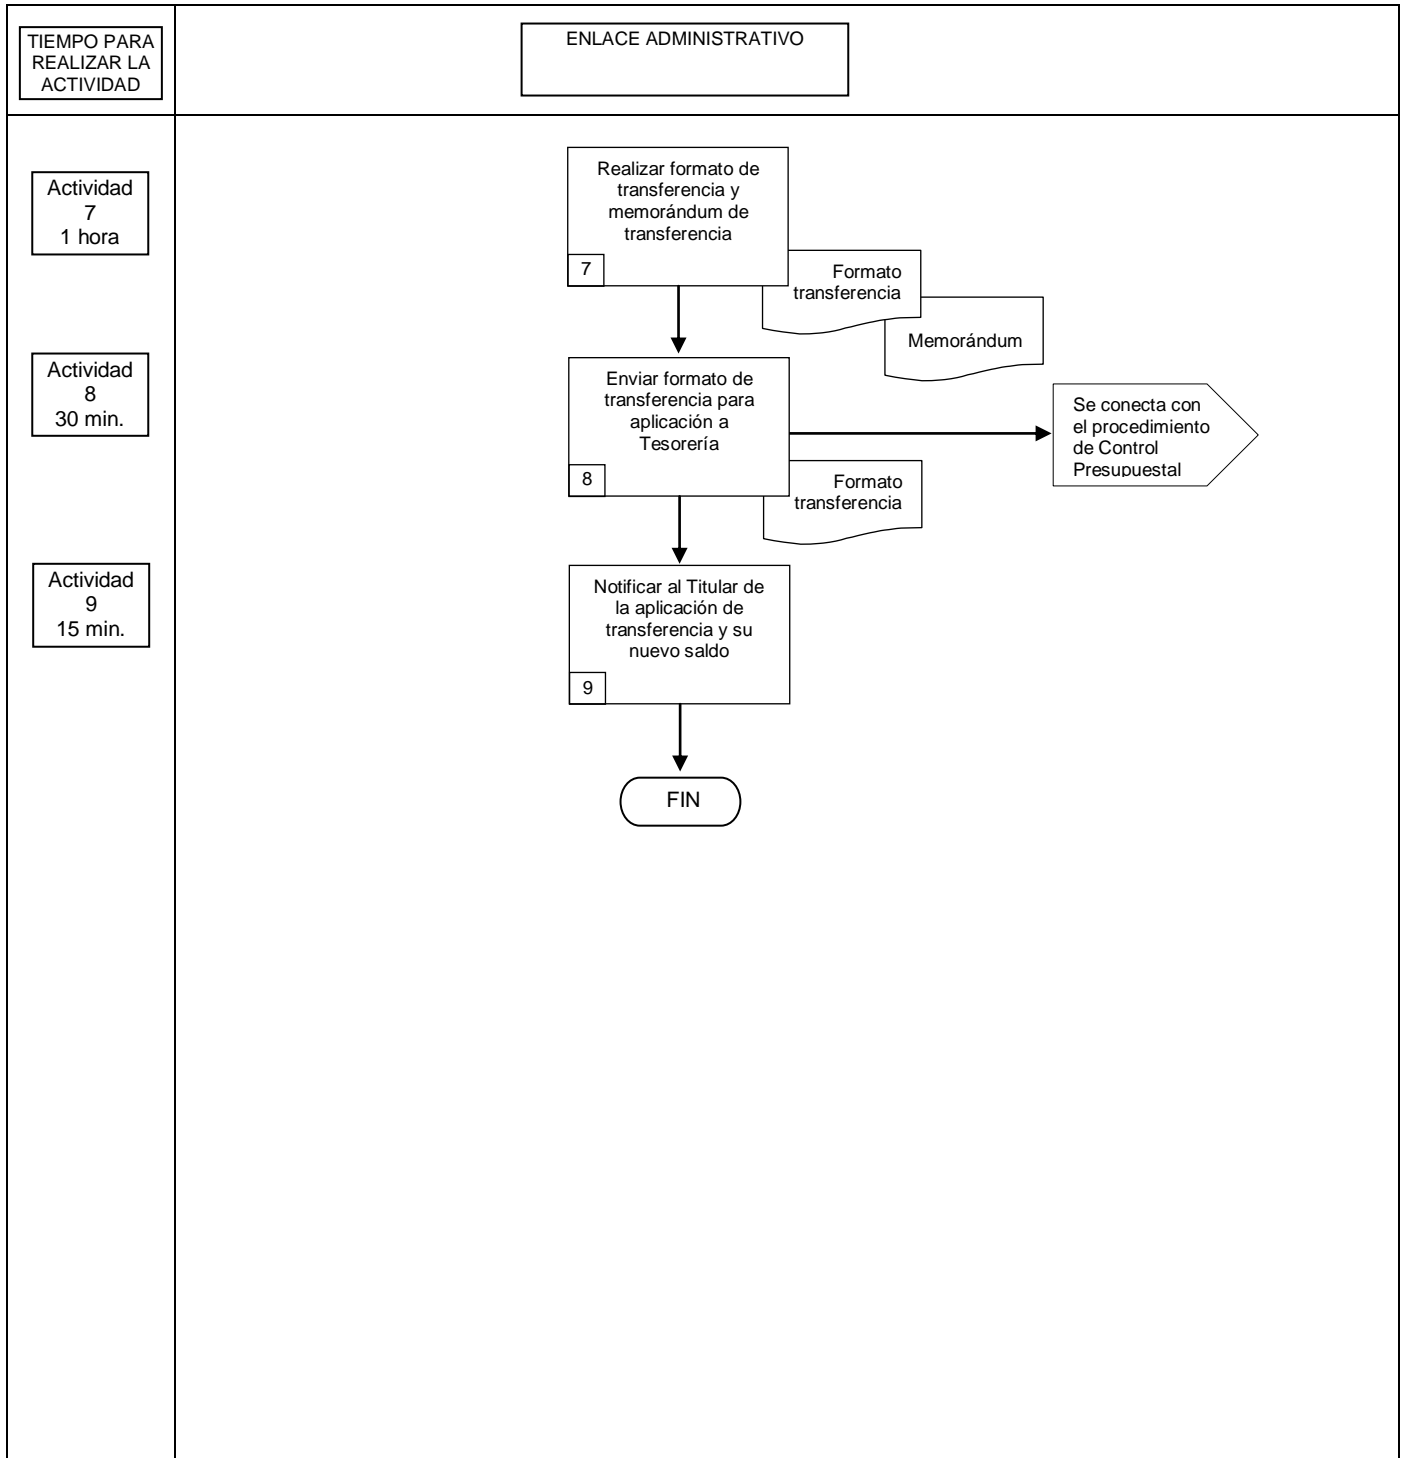 TIEMPO PARA
REALIZAR LA
ACTIVIDAD
ENLACE ADMINISTRATIVO
Actividad
7
1 hora
Realizar formato de
transferencia y
memorándum de
transferencia
7
Formato
transferencia
Memorándum
Actividad
8
30 min.
Enviar formato de
transferencia para
aplicación a
Tesorería
8
Formato
transferencia
Se conecta con
el procedimiento
de Control
Presupuestal
Actividad
9
15 min.
Notificar al Titular de
la aplicación de
transferencia y su
nuevo saldo
9
FIN